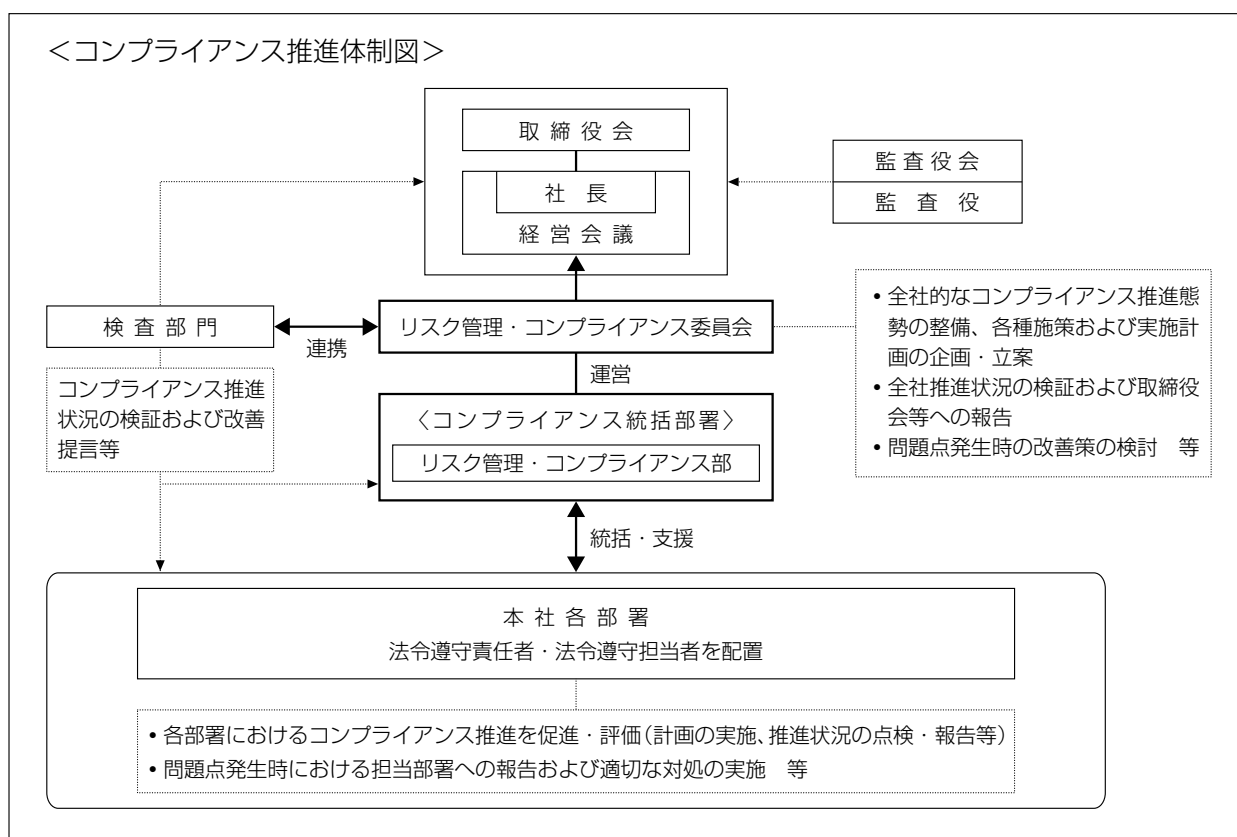 ＜コンプライアンス推進体制図＞
取締役会
社長
経営会議
監査役会
監査役
検査部門
連携
リスク管理・コンプライアンス委員会
運営
・全社的なコンプライアンス推進態
勢の整備、各種施策および実施計
画の企画・立案
・全社推進状況の検証および取締役
会等への報告
・問題点発生時の改善策の検討　等
コンプライアンス推進
状況の検証および改善
提言等
〈コンプライアンス統括部署〉
リスク管理・コンプライアンス部
統括・支援
本社各部署
法令遵守責任者・法令遵守担当者を配置
・各部署におけるコンプライアンス推進を促進・評価（計画の実施、推進状況の点検・報告等）
・問題点発生時における担当部署への報告および適切な対処の実施　等